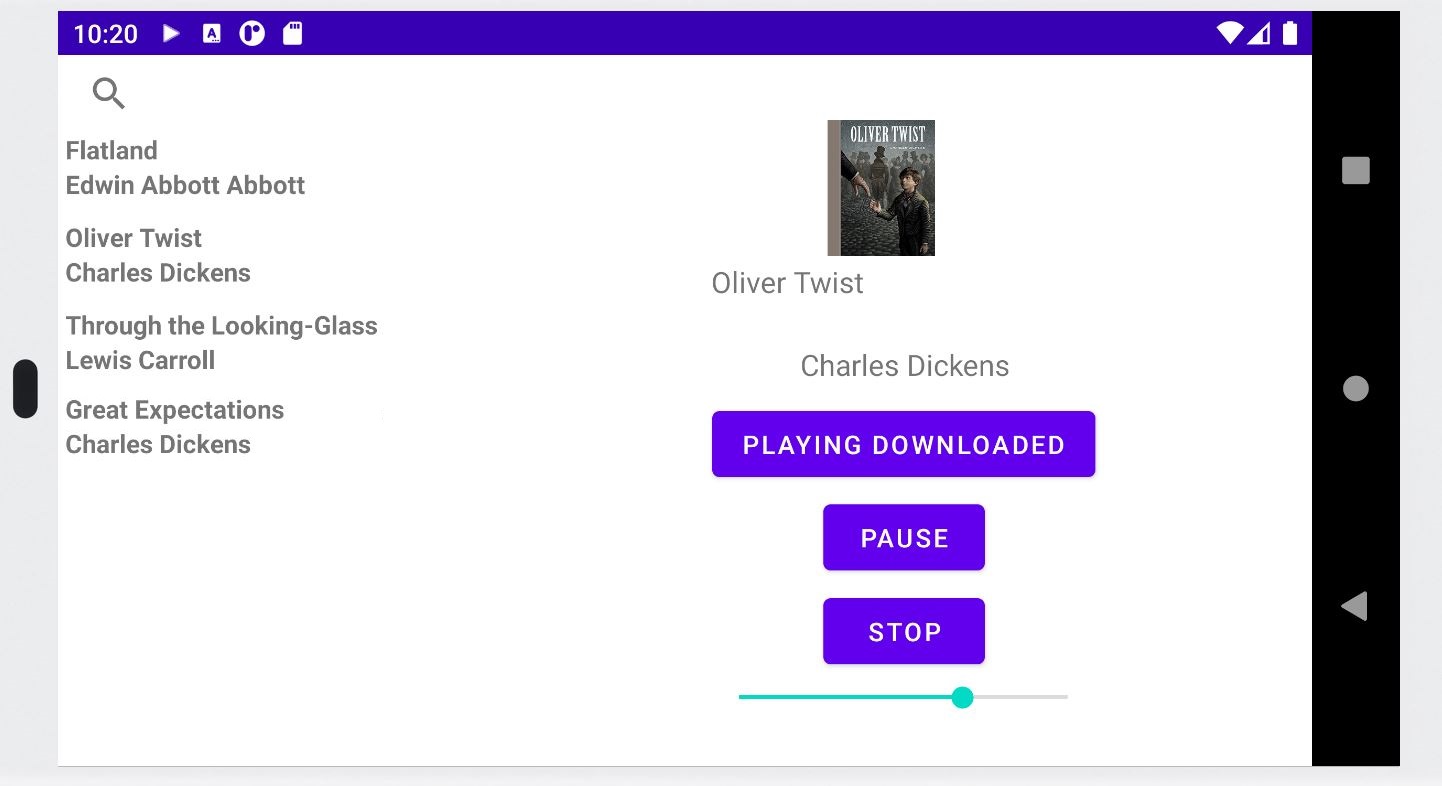 10:20
Flatland
Edwin Abbott Abbott
Oliver Twist
Charles Dickens
Through the Looking-Glass
Lewis Carroll
Great Expectations
Charles Dickens
OLIVER TWIST
Oliver Twist
Charles Dickens
PLAYING DOWNLOADED
PAUSE
STOP